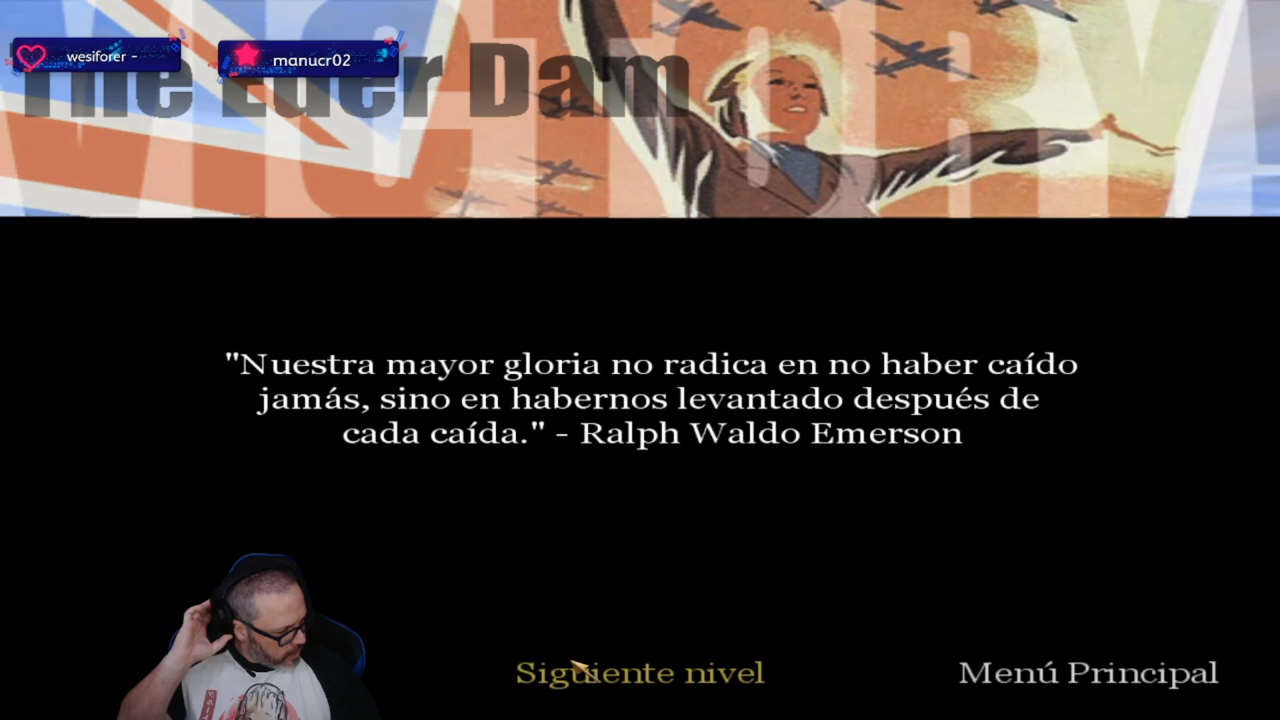 wesiforer -
manucr02
The Eder Dam
VICTORY
"Nuestra mayor gloria no radica en no haber caído
jamás, sino en habernos levantado después de
cada caída." - Ralph Waldo Emerson
Siguiente nivel
Menú Principal